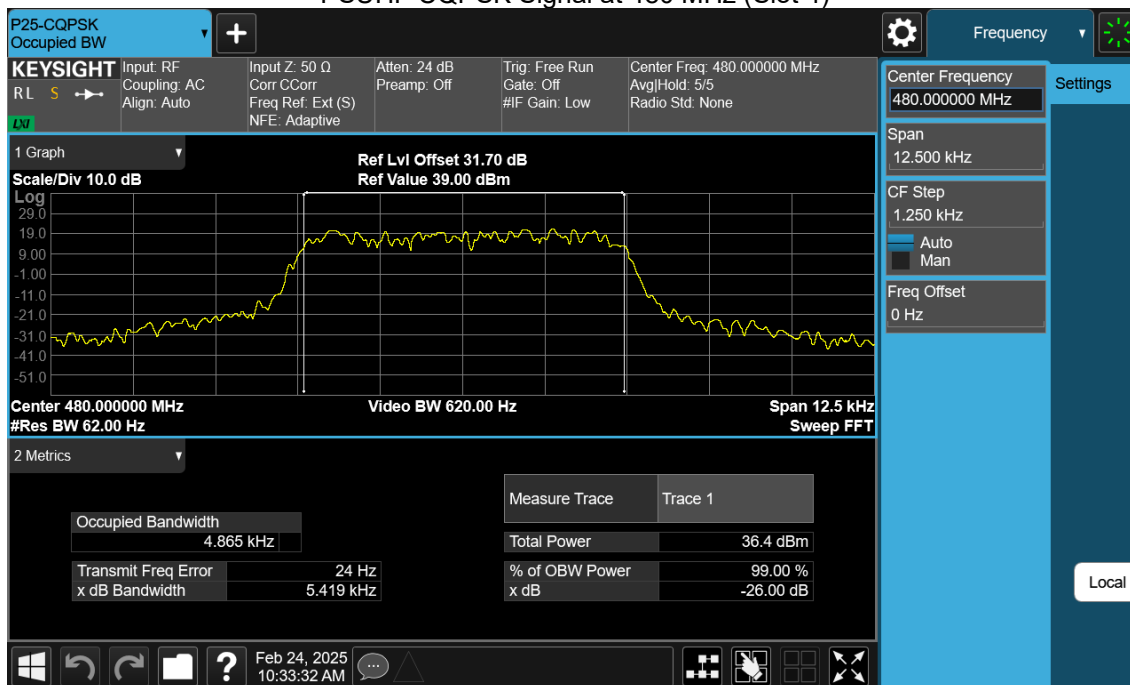 P25-CQPSK
Occupied BW
Frequency
KEYSIGHT
R L S
LXI
Input: RF
Coupling: AC
Align: Auto
Input Z: 50 Ω
Corr CCorr
Freq Ref: Ext (S)
NFE: Adaptive
Atten: 24 dB
Preamp: Off
Trig: Free Run
Gate: Off
#IF Gain: Low
Center Freq: 480.000000 MHz
Avg|Hold: 5/5
Radio Std: None
Center Frequency
480.000000 MHz
Settings
Span
12.500 kHz
CF Step
1.250 kHz
Auto
Man
Freq Offset
0 Hz
1 Graph
Scale/Div 10.0 dB
Ref Lvl Offset 31.70 dB
Ref Value 39.00 dBm
Log
29.0
19.0
9.00
-1.00
-11.0
-21.0
-31.0
-41.0
-51.0
Center 480.000000 MHz
#Res BW 62.00 Hz
Video BW 620.00 Hz
Span 12.5 kHz
Sweep FFT
2 Metrics
Measure Trace Trace 1
Occupied Bandwidth
4.865 kHz
Total Power 36.4 dBm
Transmit Freq Error 24 Hz
% of OBW Power 99.00 %
x dB Bandwidth 5.419 kHz
x dB -26.00 dB
Local
?
Feb 24, 2025
10:33:32 AM